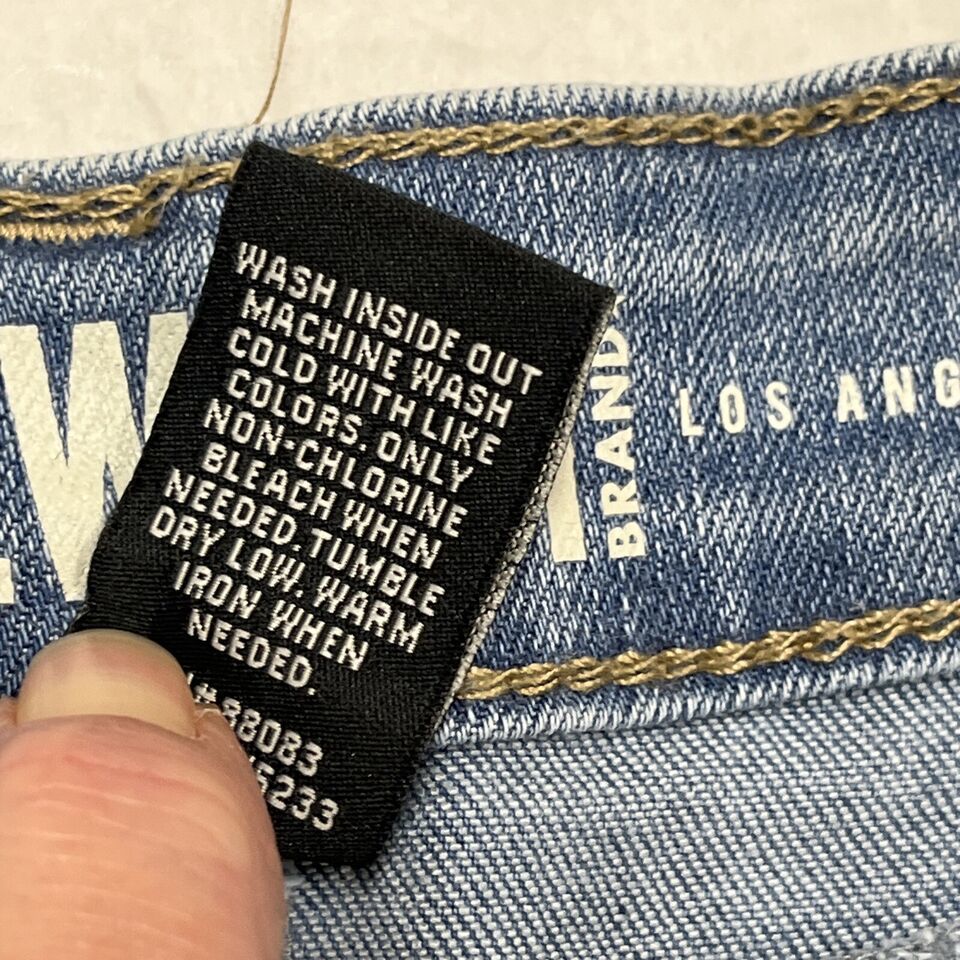 WASH INSIDE OUT
MACHINE WASH
COLD WITH LIKE
COLORS. ONLY
NON-CHLORINE
BLEACH WHEN
NEEDED. TUMBLE
DRY LOW. WARM
IRON WHEN
NEEDED.
#88083
5233
W
BRAND
LOS ANG